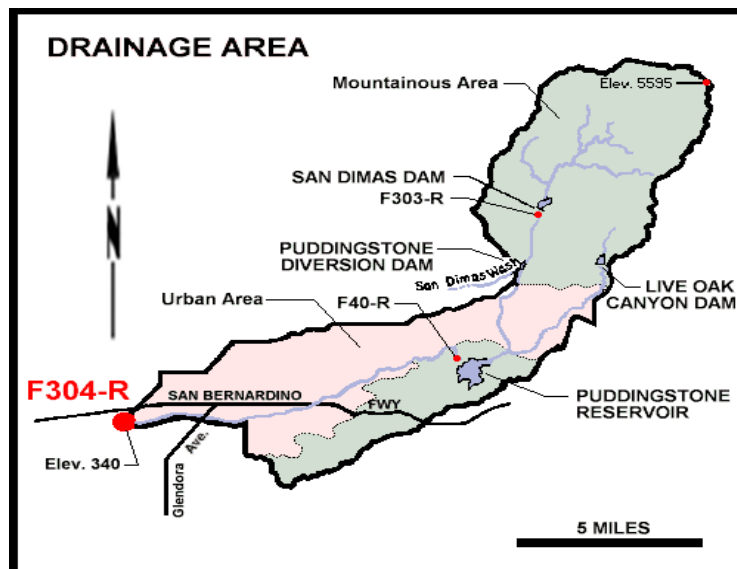 DRAINAGE AREA
Mountainous Area
Elev. 5595
N
SAN DIMAS DAM
F303-R
PUDDINGSTONE
DIVERSION DAM
San Dimas Wash
LIVE OAK
CANYON DAM
Urban Area
F40-R
F304-R
SAN BERNARDINO
FWY
PUDDINGSTONE
RESERVOIR
Elev. 340
Glendora
Ave.
5 MILES